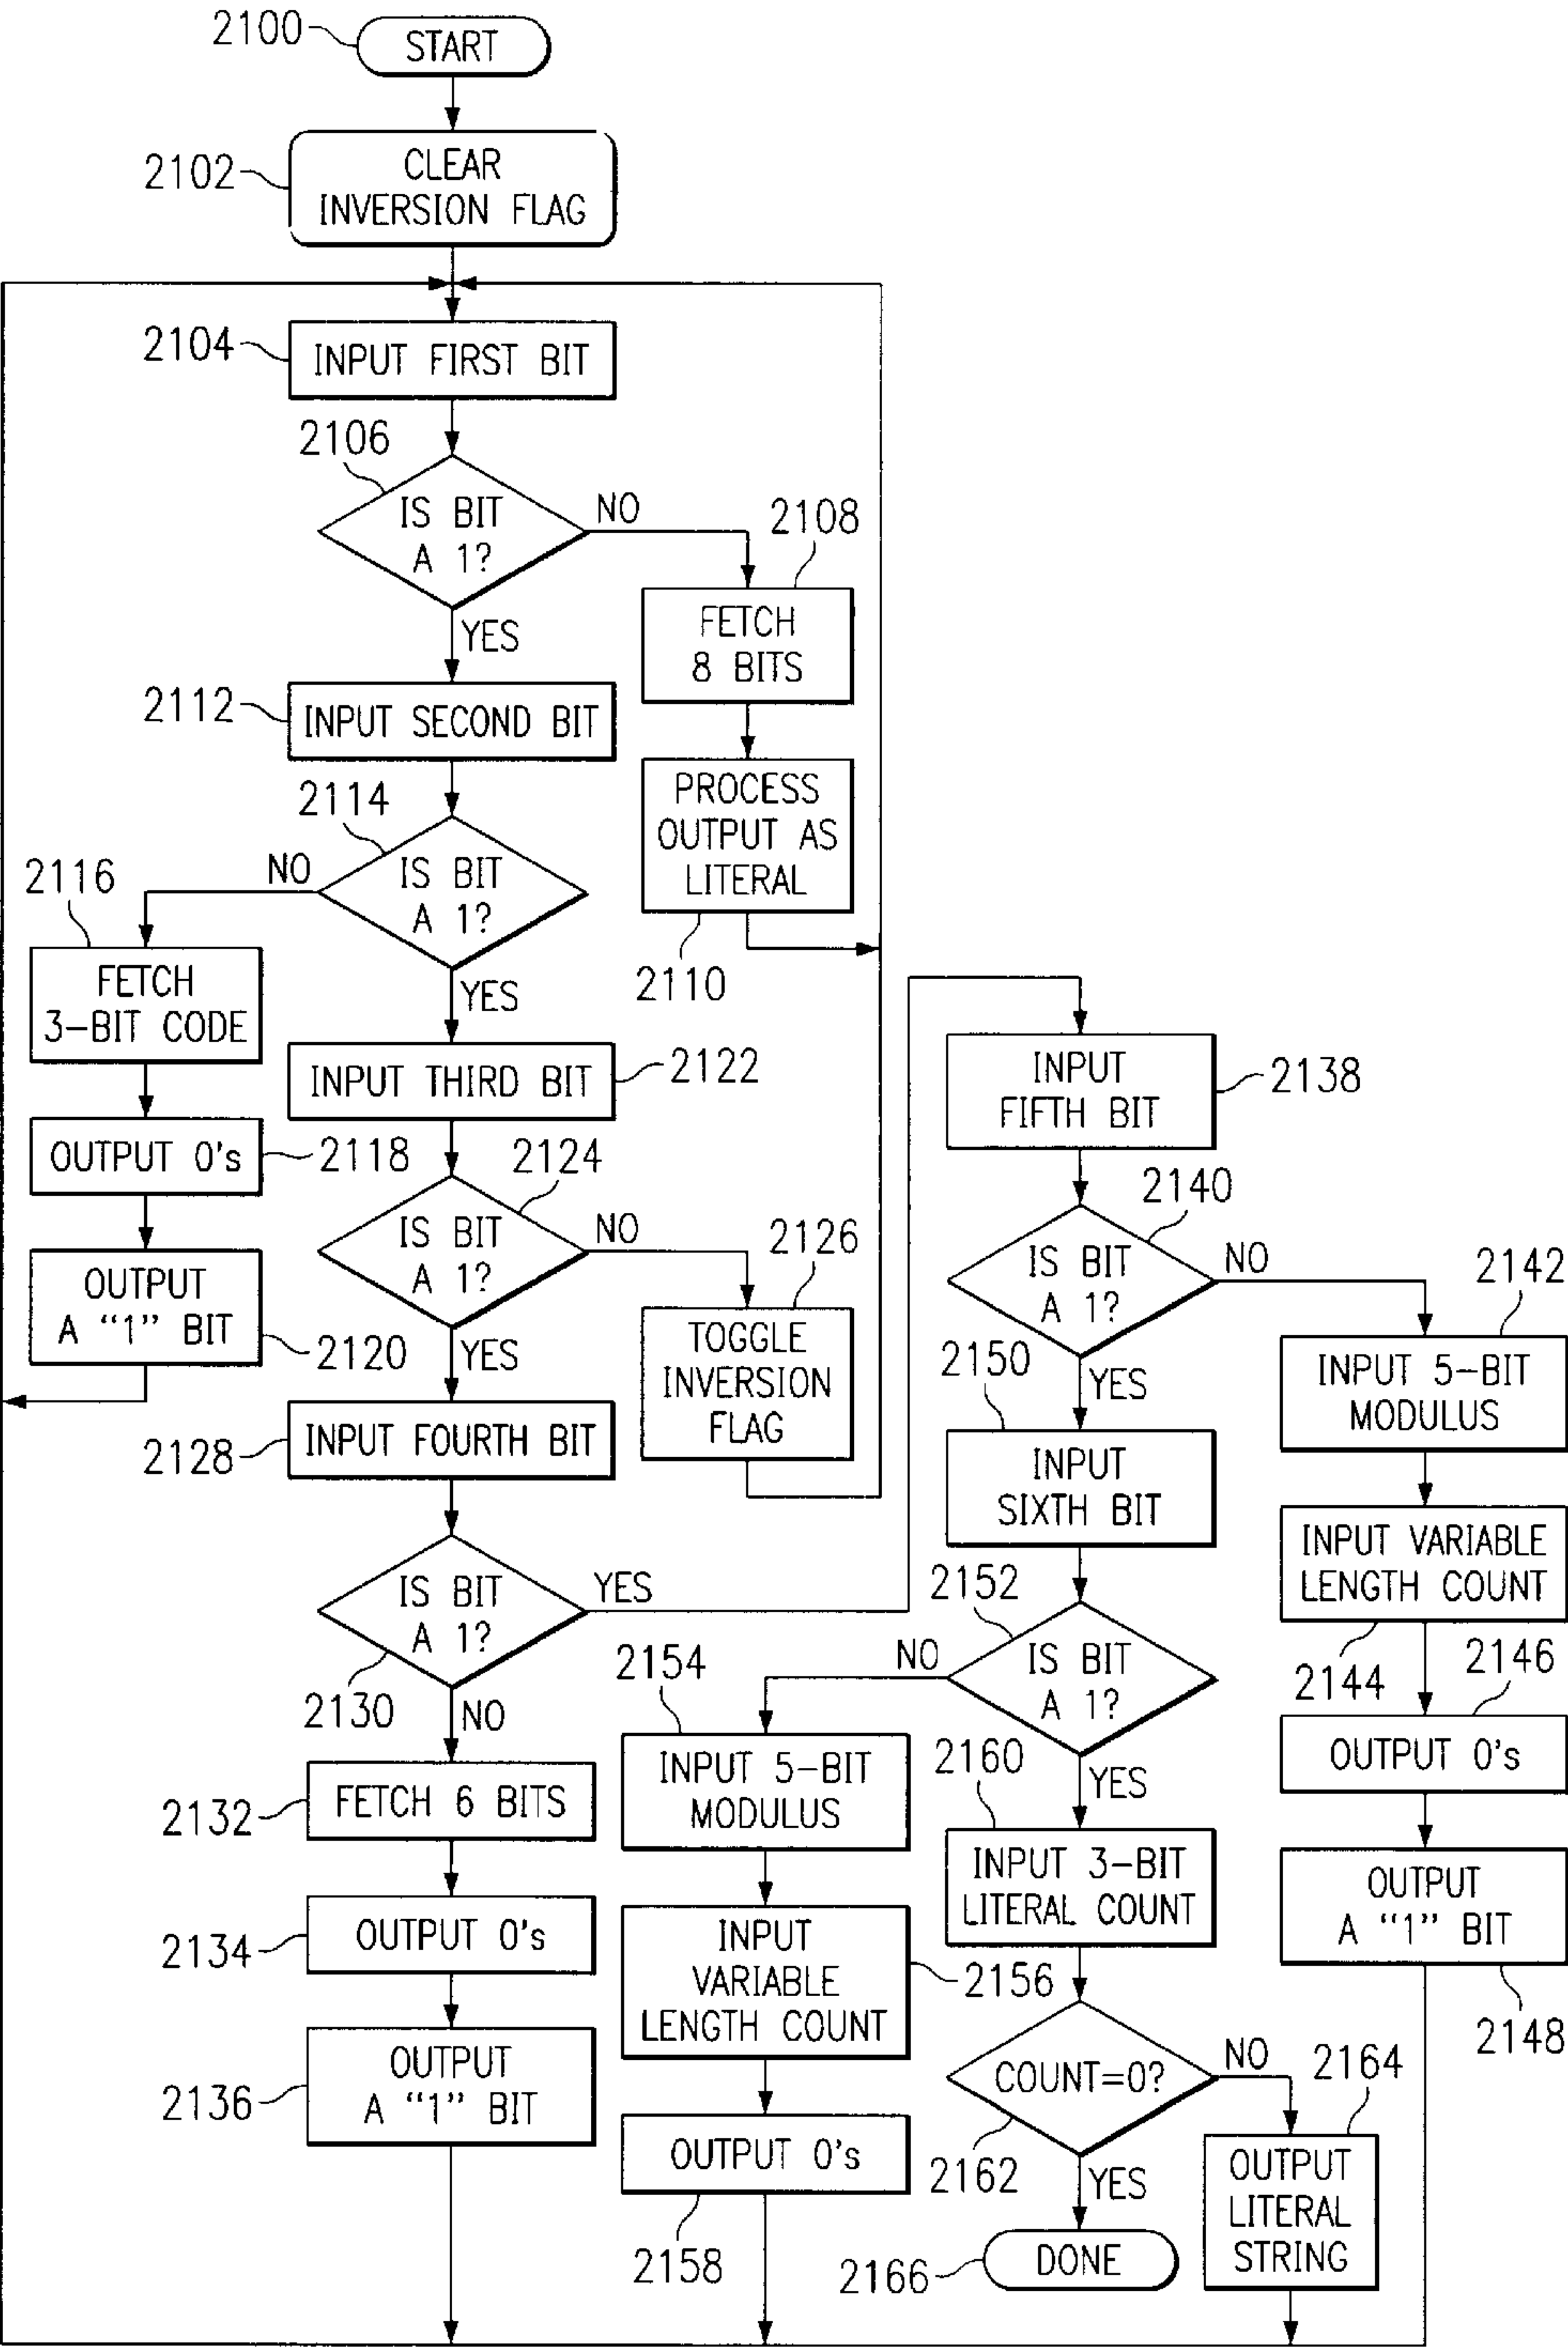 2100
START
2102
CLEAR
INVERSION FLAG
2104
INPUT FIRST BIT
2106
IS BIT
A 1?
NO
YES
2108
FETCH
8 BITS
2112
INPUT SECOND BIT
PROCESS
OUTPUT AS
LITERAL
2110
2114
IS BIT
A 1?
NO
YES
2116
FETCH
3-BIT CODE
OUTPUT 0's
2118
OUTPUT
A “1” BIT
2120
INPUT THIRD BIT
2122
2124
IS BIT
A 1?
NO
YES
2126
TOGGLE
INVERSION
FLAG
2128
INPUT FOURTH BIT
IS BIT
A 1?
YES
2130
NO
2132
FETCH 6 BITS
2134
OUTPUT 0's
2136
OUTPUT
A “1” BIT
INPUT
FIFTH BIT
2138
2140
IS BIT
A 1?
NO
YES
2142
INPUT 5-BIT
MODULUS
INPUT VARIABLE
LENGTH COUNT
2144
2146
OUTPUT 0's
OUTPUT
A “1” BIT
2148
2150
INPUT
SIXTH BIT
2152
IS BIT
A 1?
NO
YES
2154
INPUT 5-BIT
MODULUS
INPUT
VARIABLE
LENGTH COUNT
2156
OUTPUT 0's
2158
2160
INPUT 3-BIT
LITERAL COUNT
COUNT=0?
NO
2162
YES
2164
OUTPUT
LITERAL
STRING
2166
DONE